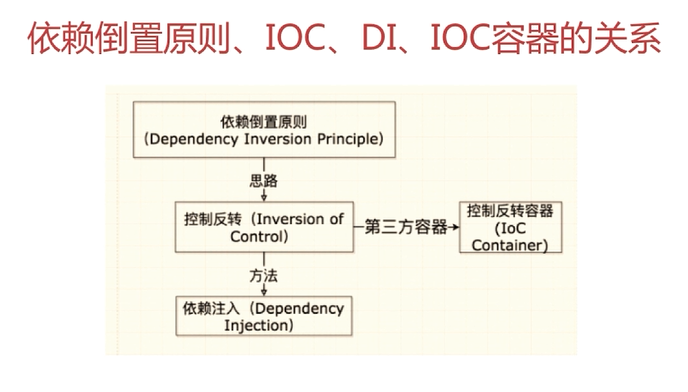 依赖倒置原则、IOC、DI、IOC容器的关系
依赖倒置原则
(Dependency Inversion Principle)
思路
控制反转（Inversion of
Control)
第三方容器
控制反转容器
(IoC
Container)
方法
依赖注入（Dependency
Injection)